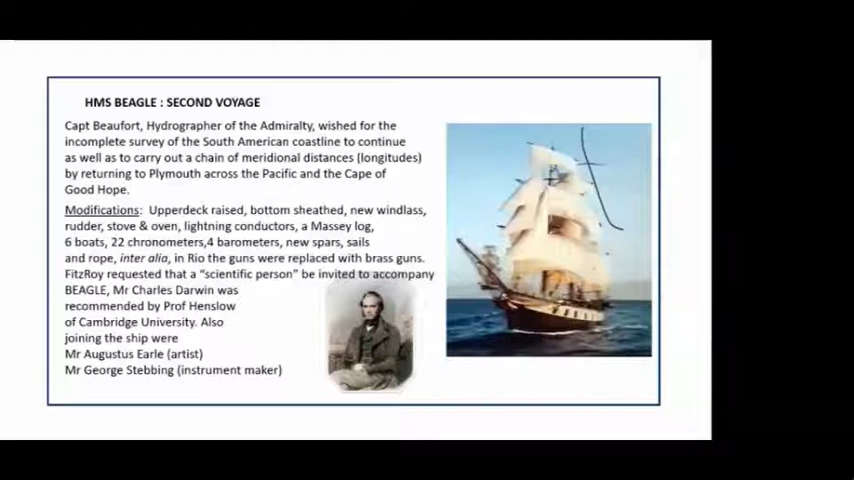 HMS BEAGLE : SECOND VOYAGE
Capt Beaufort, Hydrographer of the Admiralty, wished for the
incomplete survey of the South American coastline to continue
as well as to carry out a chain of meridional distances (longitudes)
by returning to Plymouth across the Pacific and the Cape of
Good Hope.
Modifications:  Upperdeck raised, bottom sheathed, new windlass,
rudder, stove & oven, lightning conductors, a Massey log,
6 boats, 22 chronometers,4 barometers, new spars, sails
and rope, inter alia, in Rio the guns were replaced with brass guns.
FitzRoy requested that a “scientific person” be invited to accompany
BEAGLE, Mr Charles Darwin was
recommended by Prof Henslow
of Cambridge University. Also
joining the ship were
Mr Augustus Earle (artist)
Mr George Stebbing (instrument maker)